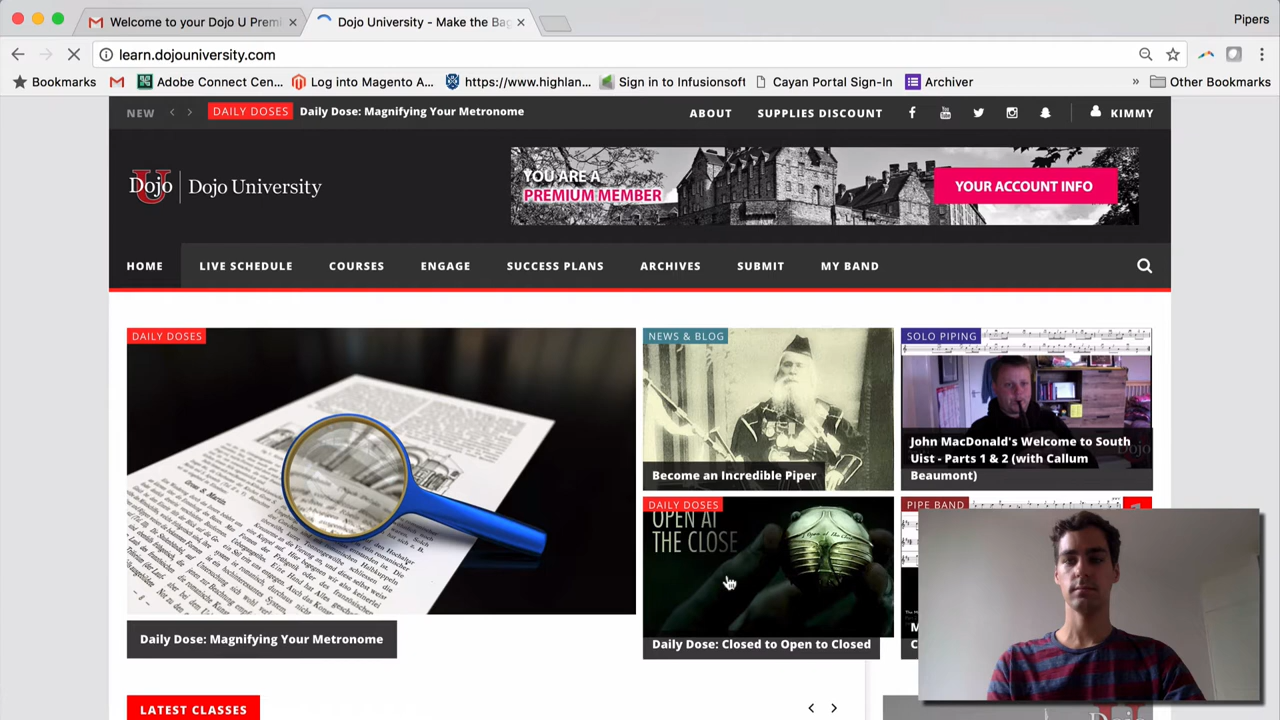 Welcome to your Dojo U Premi
Dojo University - Make the Bag
Pipers
learn.dojouniversity.com
Bookmarks
Adobe Connect Cen...
Log into Magento A...
https://www.highlan...
Sign in to Infusionsoft
Cayan Portal Sign-In
Archiver
»
Other Bookmarks
NEW
DAILY DOSES
Daily Dose: Magnifying Your Metronome
ABOUT
SUPPLIES DISCOUNT
KIMMY
Dojo
U
Dojo University
YOU ARE A
PREMIUM MEMBER
YOUR ACCOUNT INFO
HOME
LIVE SCHEDULE
COURSES
ENGAGE
SUCCESS PLANS
ARCHIVES
SUBMIT
MY BAND
DAILY DOSES
Daily Dose: Magnifying Your Metronome
NEWS & BLOG
Become an Incredible Piper
SOLO PIPING
John MacDonald's Welcome to South
Uist - Parts 1 & 2 (with Callum
Beaumont)
DAILY DOSES
OPEN AT
THE CLOSE
Daily Dose: Closed to Open to Closed
PIPE BAND
LATEST CLASSES